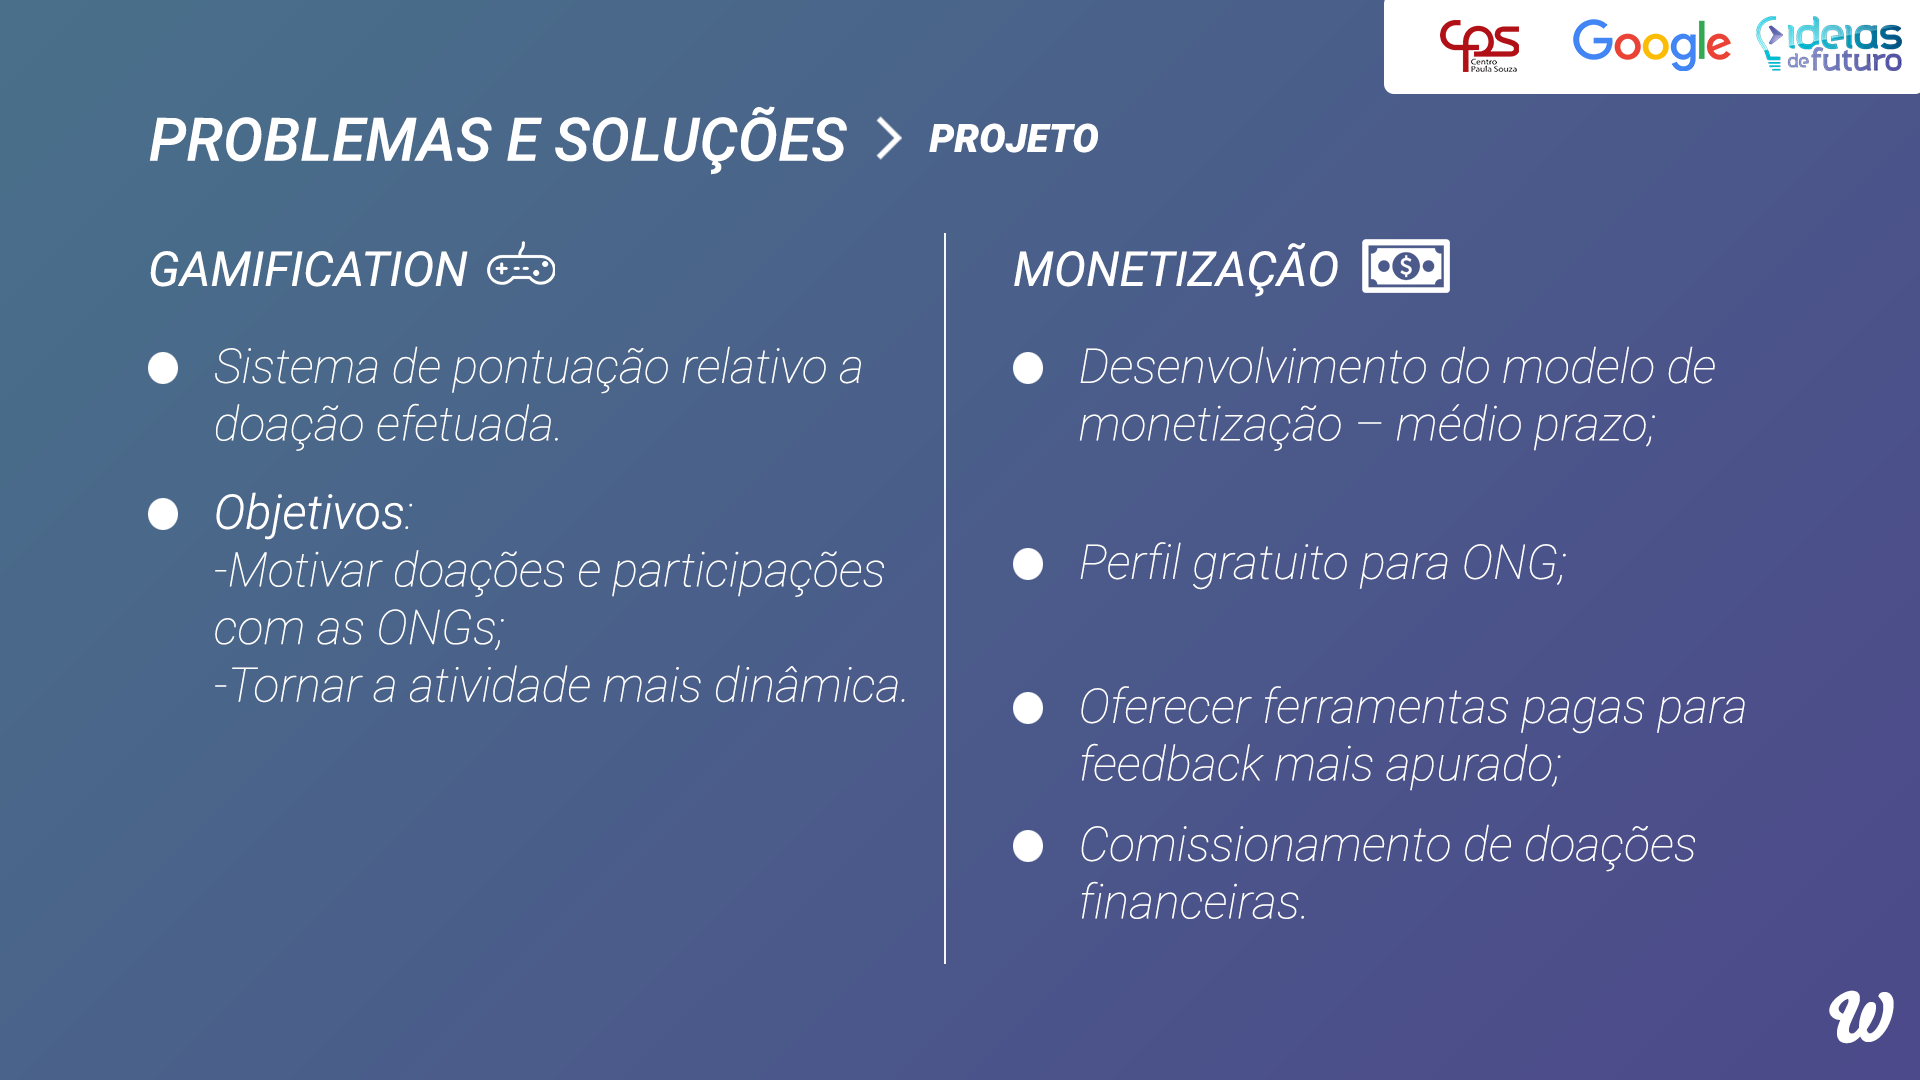 CPS
Centro
Paula Souza
Google
ideias
de futuro
PROBLEMAS E SOLUÇÕES > PROJETO
GAMIFICATION
Sistema de pontuação relativo a
doação efetuada.
Objetivos:
-Motivar doações e participações
com as ONGs;
-Tornar a atividade mais dinâmica.
MONETIZAÇÃO
Desenvolvimento do modelo de
monetização – médio prazo;
Perfil gratuito para ONG;
Oferecer ferramentas pagas para
feedback mais apurado;
Comissionamento de doações
financeiras.
W